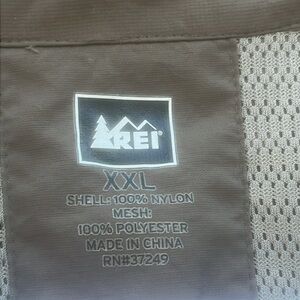 REI®
XXL
SHELL: 100% NYLON
MESH:
100% POLYESTER
MADE IN CHINA
RN#37249